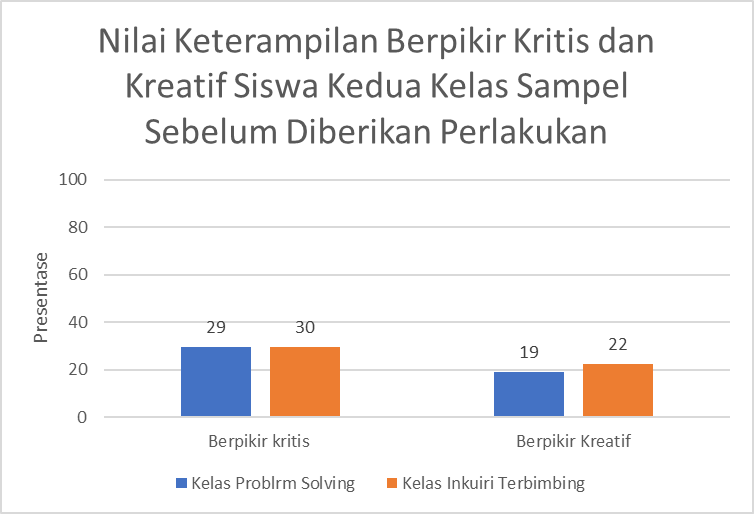 Nilai Keterampilan Berpikir Kritis dan
Kreatif Siswa Kedua Kelas Sampel
Sebelum Diberikan Perlakukan
Presentase
100
80
60
40
20
0
29
30
19
22
Berpikir kritis
Berpikir Kreatif
Kelas Problrm Solving
Kelas Inkuiri Terbimbing